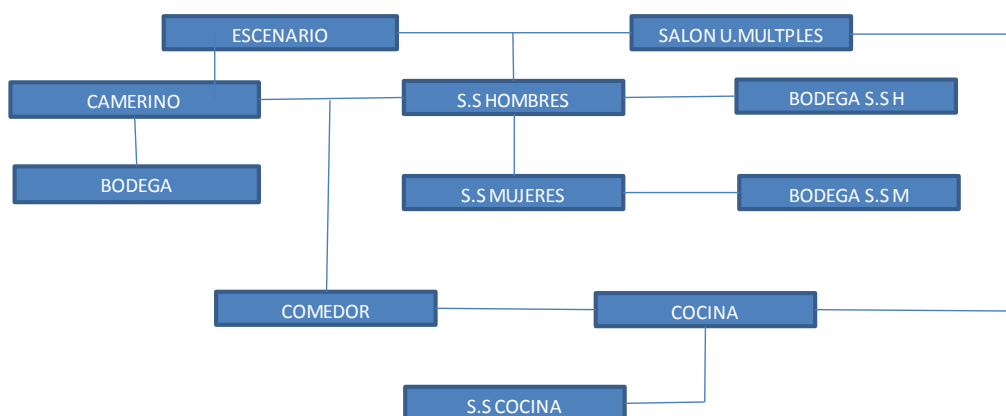 ESCENARIO
SALON U.MULTPLES
CAMERINO
S.S HOMBRES
BODEGA S.S H
BODEGA
S.S MUJERES
BODEGA S.S M
COMEDOR
COCINA
S.S COCINA